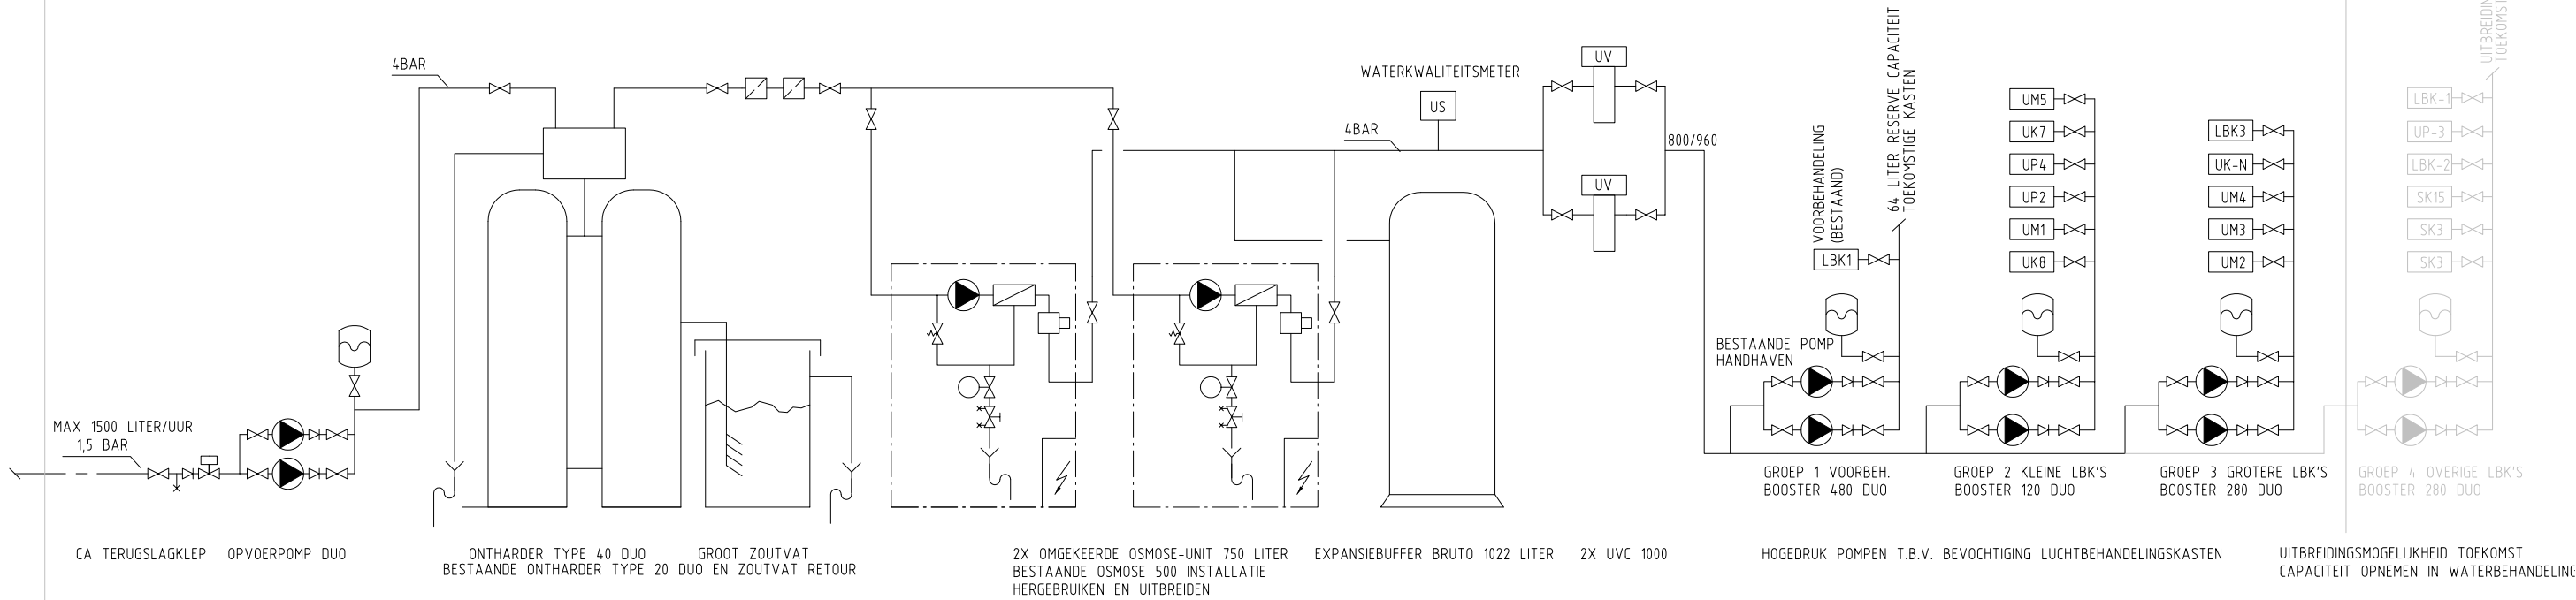 4BAR
MAX 1500 LITER/UUR
1,5 BAR
CA TERUGSLAGKLEP
OPVOERPOMP DUO
ONTHARDER TYPE 40 DUO
GROOT ZOUTVAT
BESTAANDE ONTHARDER TYPE 20 DUO EN ZOUTVAT RETOUR
2X OMGEKEERDE OSMOSE-UNIT 750 LITER
BESTAANDE OSMOSE 500 INSTALLATIE
HERGEBRUIKEN EN UITBREIDEN
WATERKWALITEITSMETER
US
4BAR
EXPANSIEBUFFER BRUTO 1022 LITER
UV
UV
2X UVC 1000
800/960
VOORBEHANDELING
(BESTAAND)
64 LITER RESERVE CAPACITEIT
TOEKOMSTIGE KASTEN
LBK1
BESTAANDE POMP
HANDHAVEN
GROEP 1 VOORBEH.
BOOSTER 480 DUO
UM5
UK7
UP4
UP2
UM1
UK8
GROEP 2 KLEINE LBK'S
BOOSTER 120 DUO
LBK3
UK-N
UM4
UM3
UM2
GROEP 3 GROTERE LBK'S
BOOSTER 280 DUO
HOGEDRUK POMPEN T.B.V. BEVOCHTIGING LUCHTBEHANDELINGSKASTEN
UITBREIDIN
TOEKOMST
LBK-1
UP-3
LBK-2
SK15
SK3
SK3
GROEP 4 OVERIGE LBK'S
BOOSTER 280 DUO
UITBREIDINGSMOGELIJKHEID TOEKOMST
CAPACITEIT OPNEMEN IN WATERBEHANDELING